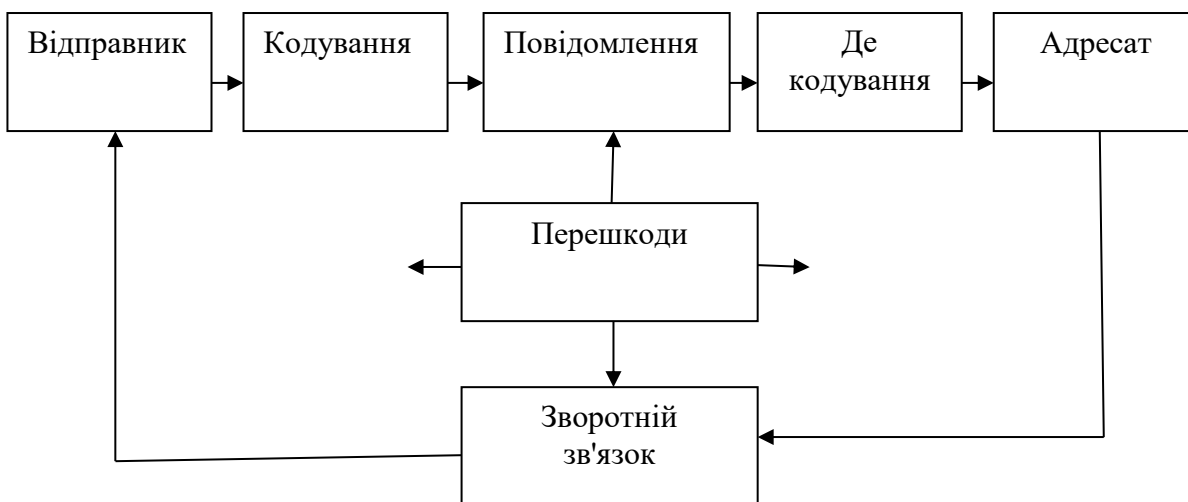 Відправник
Кодування
Повідомлення
Де
кодування
Адресат
Перешкоди
Зворотній
зв'язок